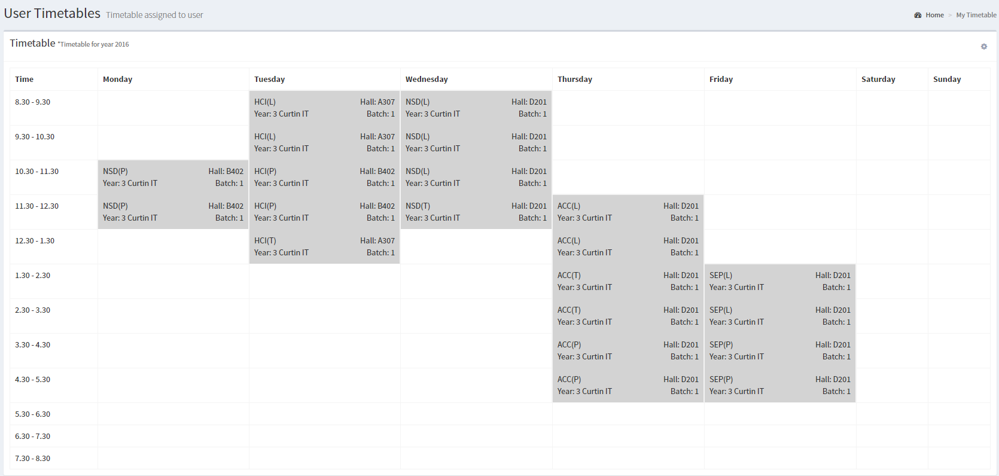 User Timetables Timetable assigned to user
Home > My Timetable
Timetable *Timetable for year 2016
Time Monday Tuesday Wednesday Thursday Friday Saturday Sunday
8.30 - 9.30 HCI(L) Hall: A307 NSD(L) Hall: D201
Year: 3 Curtin IT Batch: 1 Year: 3 Curtin IT Batch: 1
9.30 - 10.30 HCI(L) Hall: A307 NSD(L) Hall: D201
Year: 3 Curtin IT Batch: 1 Year: 3 Curtin IT Batch: 1
10.30 - 11.30 NSD(P) Hall: B402 HCI(P) Hall: B402 NSD(L) Hall: D201
Year: 3 Curtin IT Batch: 1 Year: 3 Curtin IT Batch: 1 Year: 3 Curtin IT Batch: 1
11.30 - 12.30 NSD(P) Hall: B402 HCI(P) Hall: B402 NSD(T) Hall: D201 ACC(L) Hall: D201
Year: 3 Curtin IT Batch: 1 Year: 3 Curtin IT Batch: 1 Year: 3 Curtin IT Batch: 1 Year: 3 Curtin IT Batch: 1
12.30 - 1.30 HCI(T) Hall: A307 ACC(L) Hall: D201
Year: 3 Curtin IT Batch: 1 Year: 3 Curtin IT Batch: 1
1.30 - 2.30 ACC(T) Hall: D201 SEP(L) Hall: D201
Year: 3 Curtin IT Batch: 1 Year: 3 Curtin IT Batch: 1
2.30 - 3.30 ACC(T) Hall: D201 SEP(L) Hall: D201
Year: 3 Curtin IT Batch: 1 Year: 3 Curtin IT Batch: 1
3.30 - 4.30 ACC(P) Hall: D201 SEP(P) Hall: D201
Year: 3 Curtin IT Batch: 1 Year: 3 Curtin IT Batch: 1
4.30 - 5.30 ACC(P) Hall: D201 SEP(P) Hall: D201
Year: 3 Curtin IT Batch: 1 Year: 3 Curtin IT Batch: 1
5.30 - 6.30
6.30 - 7.30
7.30 - 8.30